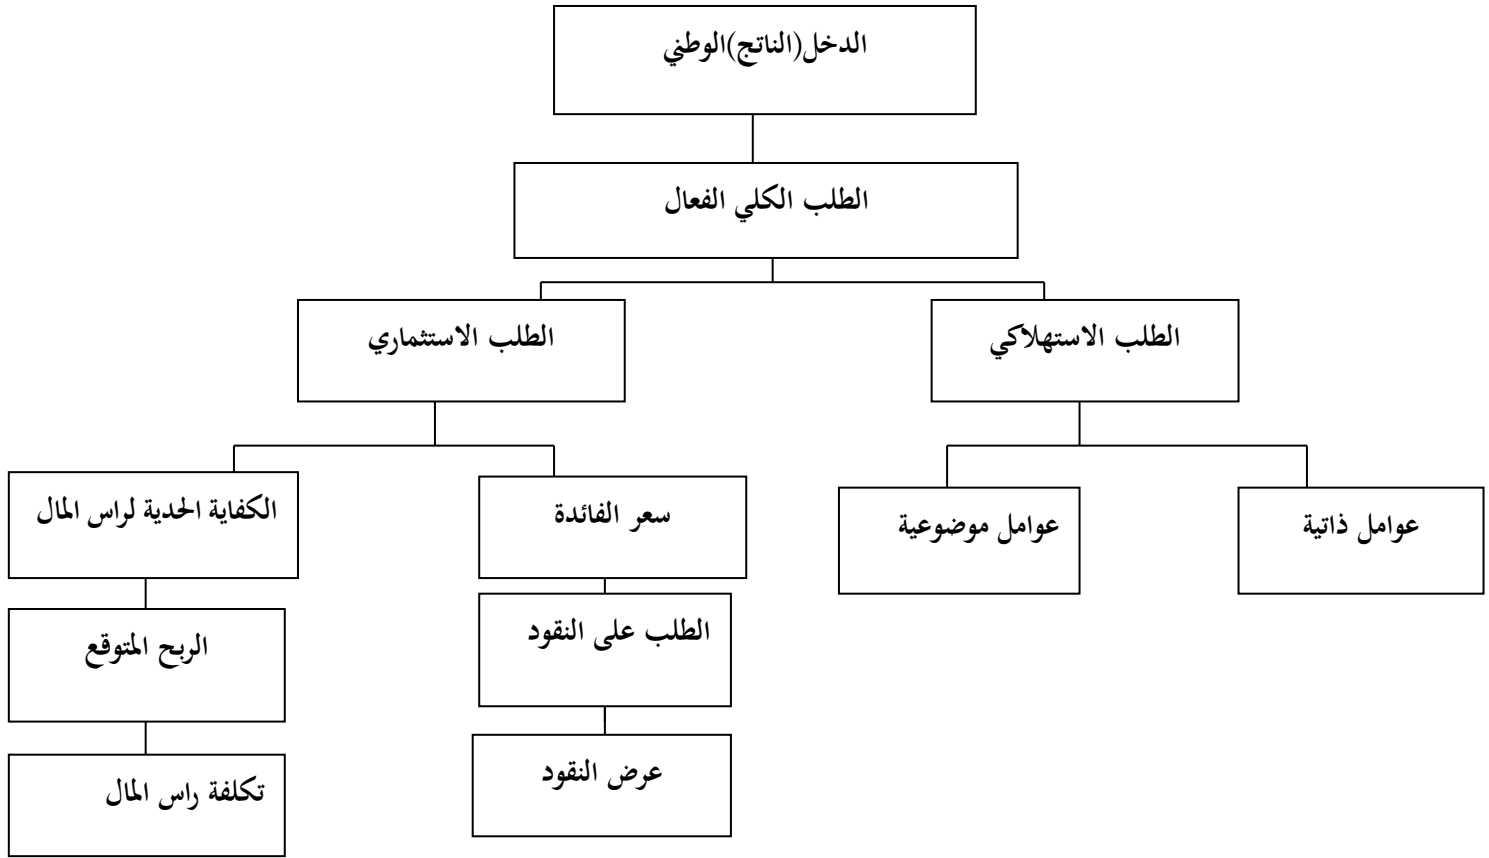 الدخل(الناتج)الوطني
الطلب الكلي الفعال
الطلب الاستهلاكي
الطلب الاستثماري
عوامل ذاتية
عوامل موضوعية
سعر الفائدة
الكفاية الحدية لراس المال
الطلب على النقود
الربح المتوقع
عرض النقود
تكلفة راس المال